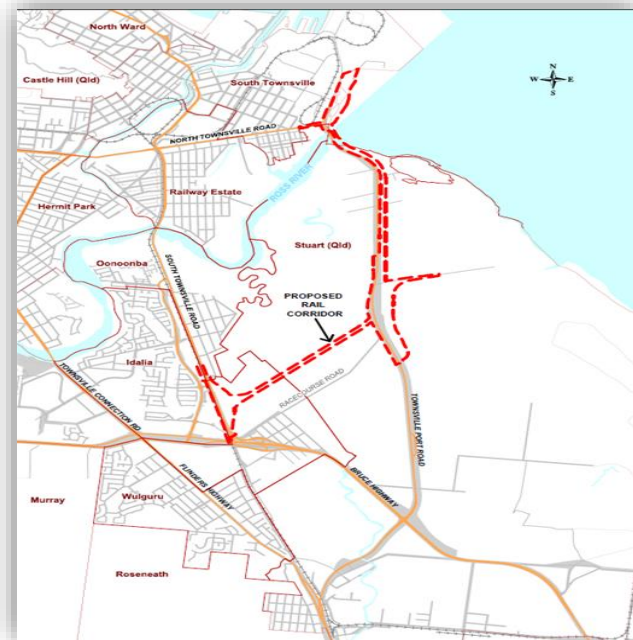 North Ward
Castle Hill (Qld)
South Townsville
N
W
E
S
NORTH TOWNSVILLE ROAD
Railway Estate
ROSS RIVER
Hermit Park
Stuart (Qld)
Oonoonba
SOUTH TOWNSVILLE ROAD
PROPOSED
RAIL
CORRIDOR
Idalia
TOWNSVILLE CONNECTION RD
RACECOURSE ROAD
TOWNSVILLE PORT ROAD
FLINDERS HIGHWAY
BRUCE HIGHWAY
Murray
Wulguru
Roseneath